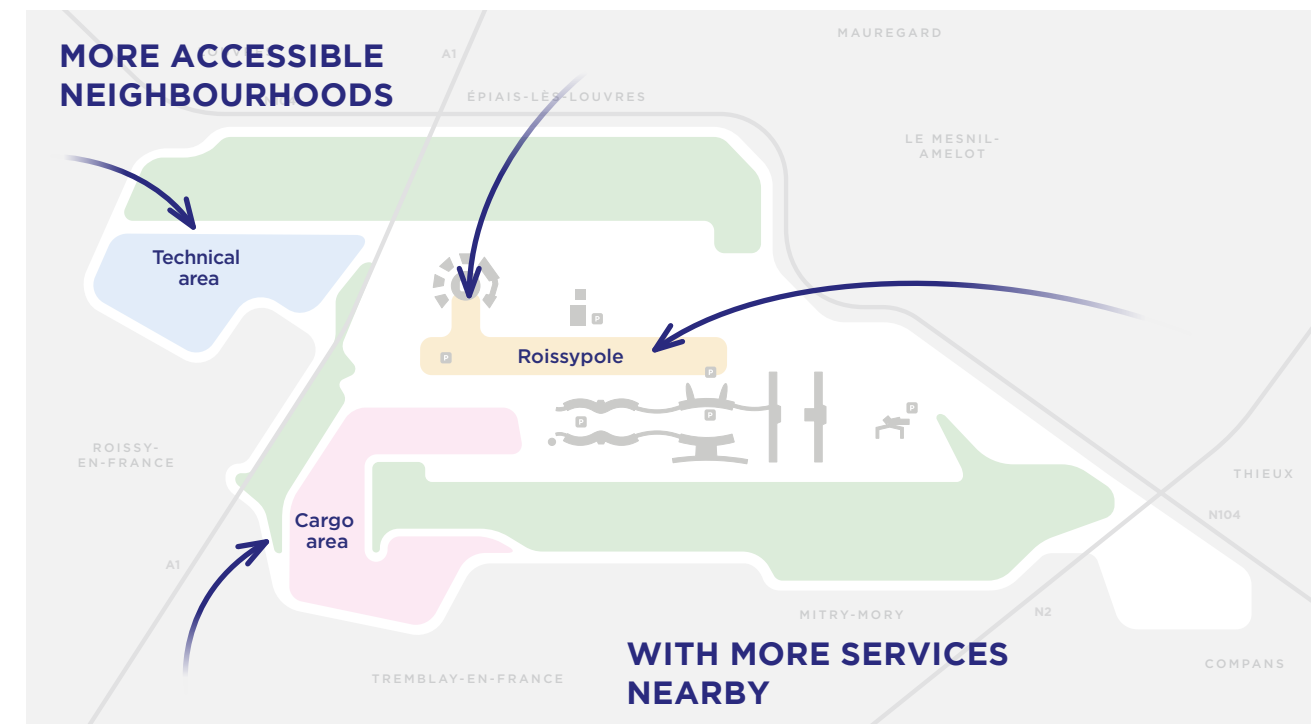 MORE ACCESSIBLE
NEIGHBOURHOODS
A1
MAUREGARD
ÉPIAIS-LÈS-LOUVRES
LE MESNIL-
AMELOT
Technical
area
P
Roissypole
P
P
P
P
P
ROISSY-
EN-FRANCE
THIEUX
N104
Cargo
area
A1
MITRY-MORY
N2
WITH MORE SERVICES
NEARBY
COMPANS
TREMBLAY-EN-FRANCE